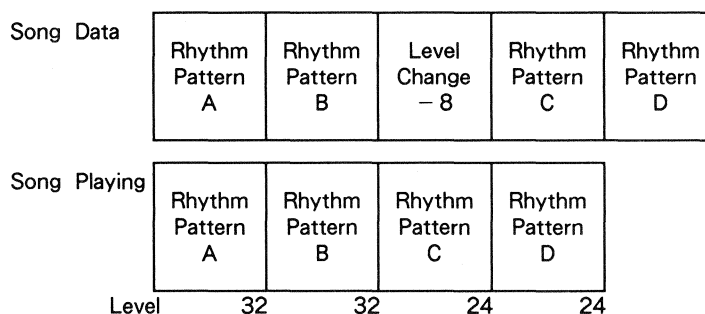 Song Data
Rhythm Pattern A
Rhythm Pattern B
Level Change − 8
Rhythm Pattern C
Rhythm Pattern D
Song Playing
Rhythm Pattern A
Rhythm Pattern B
Rhythm Pattern C
Rhythm Pattern D
Level 32 32 24 24